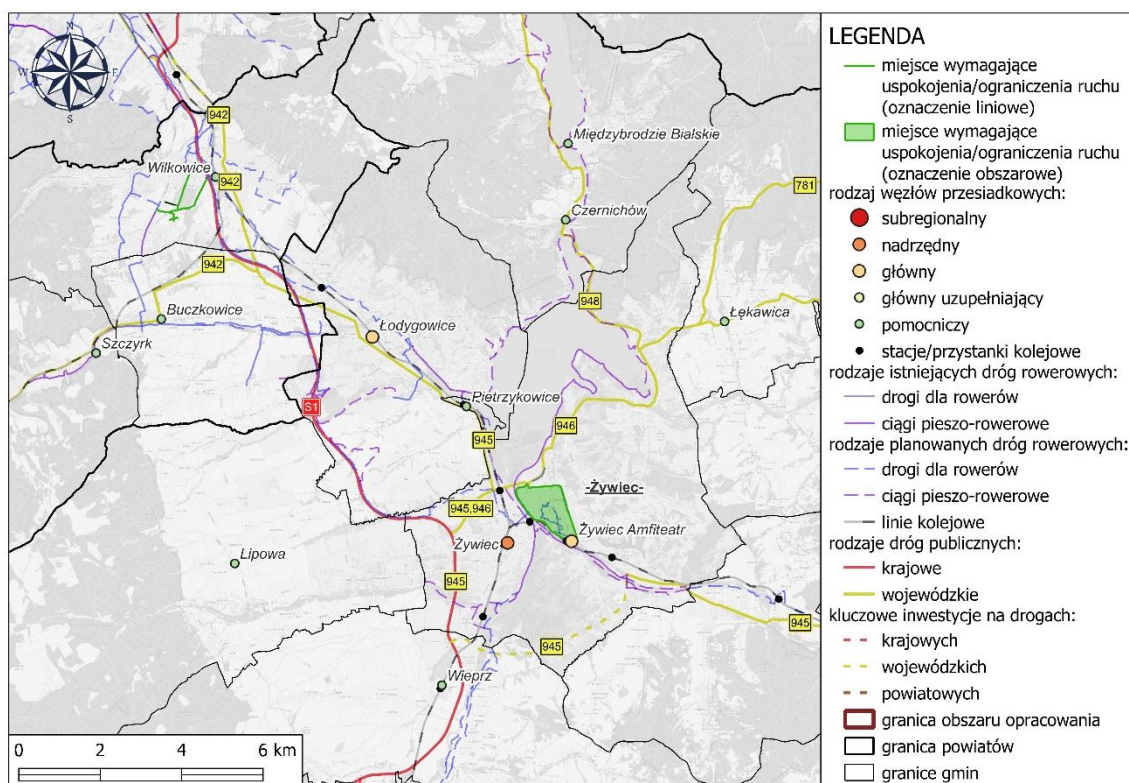 N
W
E
S
942
Wilkowice
942
942
Buczkowice
Szczyrk
Łodygowice
Międzybrodzie Bialskie
Czernichów
781
948
Łękawica
Pietrzykowice
S1
945
946
-Żywiec-
945,946
Żywiec
Żywiec Amfiteatr
Lipowa
945
945
945
Wieprz
0 2 4 6 km
LEGENDA
miejsce wymagające
uspokojenia/ograniczenia ruchu
(oznaczenie liniowe)
miejsce wymagające
uspokojenia/ograniczenia ruchu
(oznaczenie obszarowe)
rodzaj węzłów przesiadkowych:
subregionalny
nadrzędny
główny
główny uzupełniający
pomocniczy
stacje/przystanki kolejowe
rodzaje istniejących dróg rowerowych:
drogi dla rowerów
ciągi pieszo-rowerowe
rodzaje planowanych dróg rowerowych:
drogi dla rowerów
ciągi pieszo-rowerowe
linie kolejowe
rodzaje dróg publicznych:
krajowe
wojewódzkie
kluczowe inwestycje na drogach:
krajowych
wojewódzkich
powiatowych
granica obszaru opracowania
granica powiatów
granice gmin